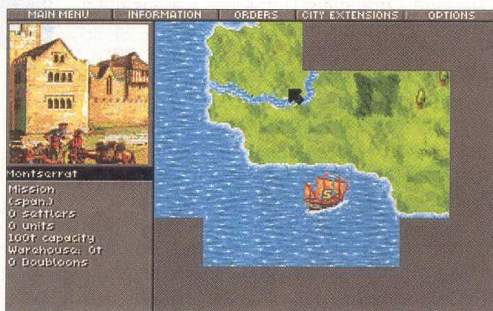 MAIN MENU INFORMATION ORDERS CITY EXTENSIONS OPTIONS
Montserrat
Mission
(span.)
0 settlers
0 units
100t capacity
Warehouse: 0t
0 Doubloons
S